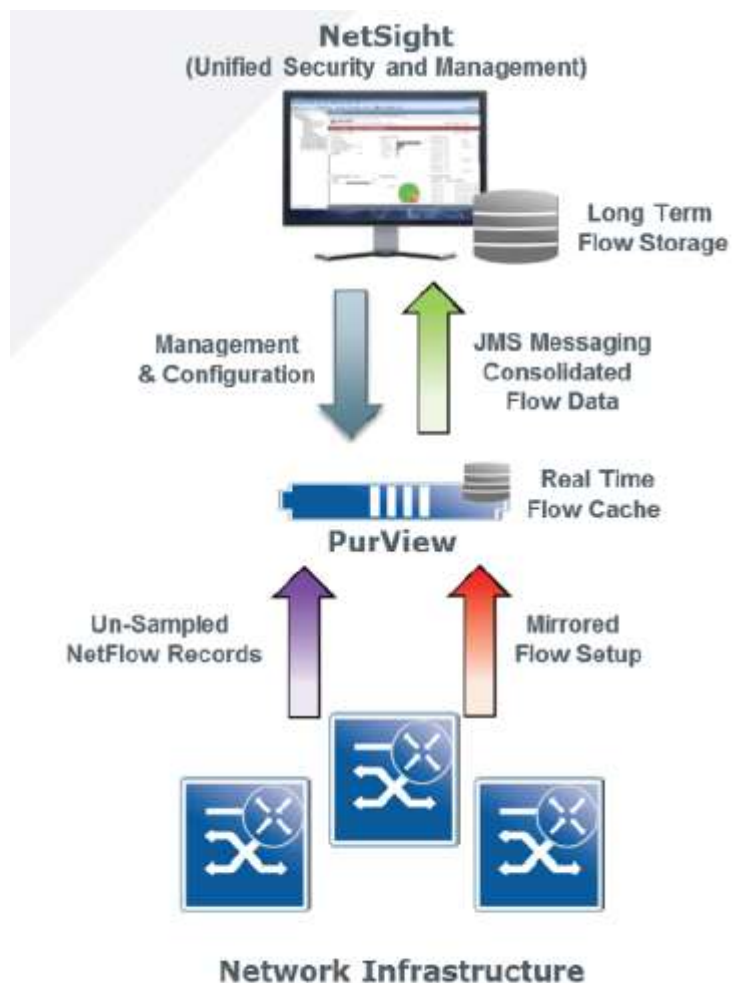 NetSight
(Unified Security and Management)
Long Term
Flow Storage
Management
& Configuration
JMS Messaging
Consolidated
Flow Data
Real Time
Flow Cache
PurView
Un-Sampled
NetFlow Records
Mirrored
Flow Setup
Network Infrastructure